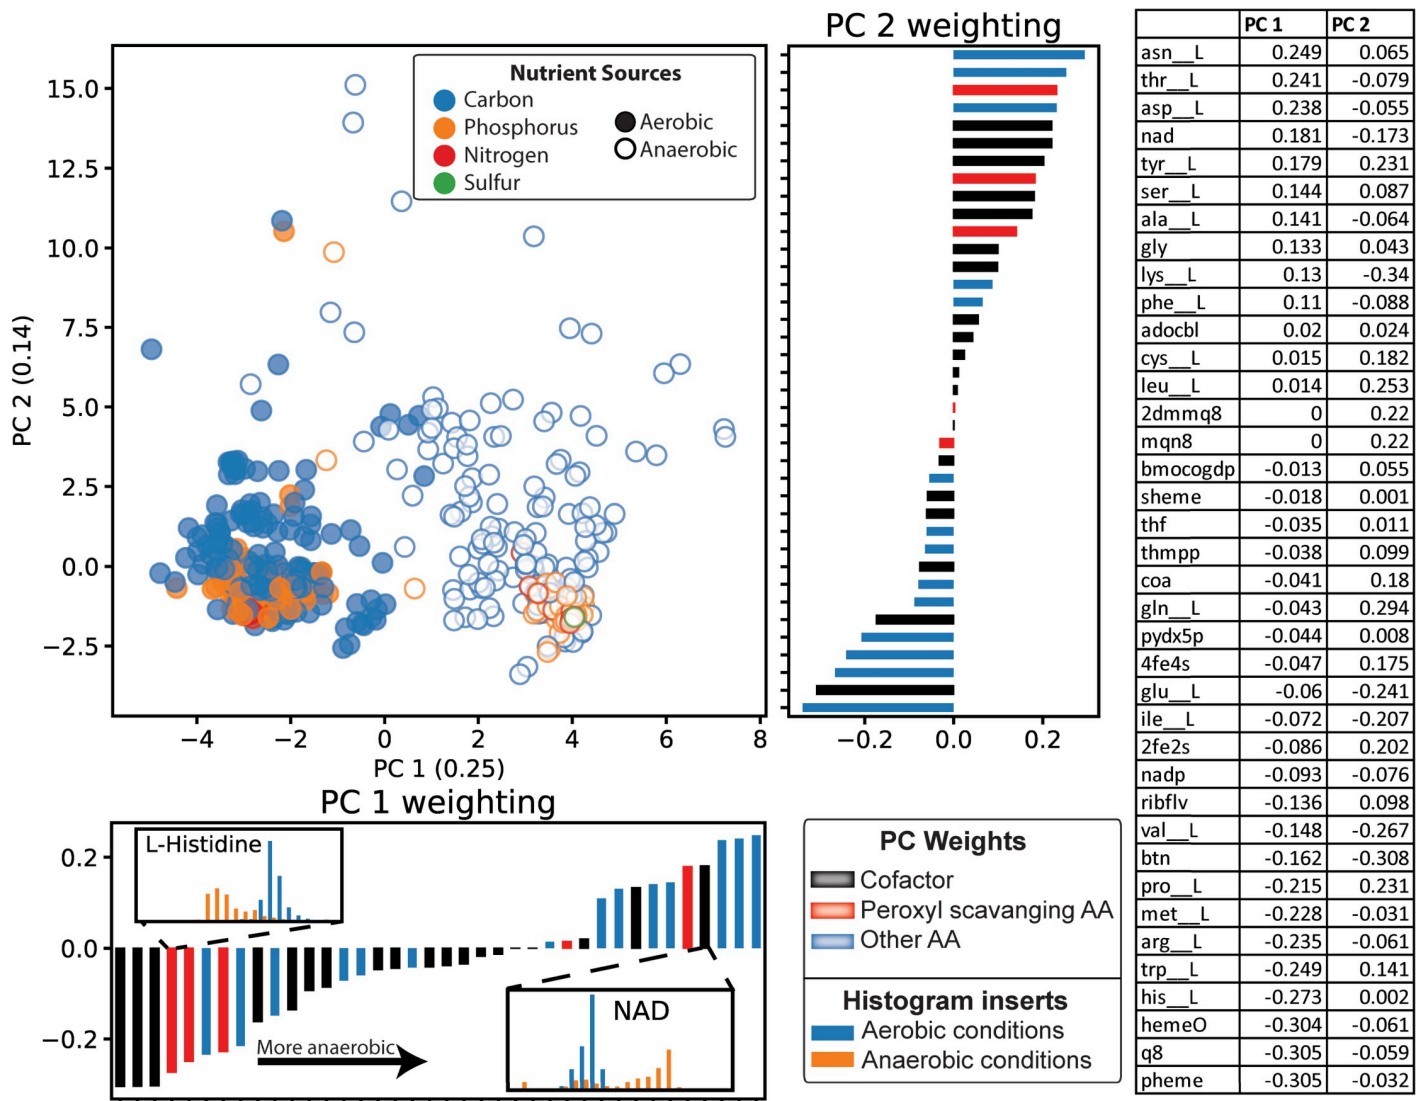 PC 2 weighting
Nutrient Sources
Carbon
Phosphorus
Nitrogen
Sulfur
Aerobic
Anaerobic
15.0
12.5
10.0
7.5
5.0
2.5
0.0
−2.5
PC 2 (0.14)
−4 −2 0 2 4 6 8
PC 1 (0.25)
−0.2 0.0 0.2
PC 1 weighting
0.2
0.0
−0.2
L-Histidine
NAD
More anaerobic
PC Weights
Cofactor
Peroxyl scavanging AA
Other AA
Histogram inserts
Aerobic conditions
Anaerobic conditions
PC 1 PC 2
asn__L 0.249 0.065
thr__L 0.241 -0.079
asp__L 0.238 -0.055
nad 0.181 -0.173
tyr__L 0.179 0.231
ser__L 0.144 0.087
ala__L 0.141 -0.064
gly 0.133 0.043
lys__L 0.13 -0.34
phe__L 0.11 -0.088
adocbl 0.02 0.024
cys__L 0.015 0.182
leu__L 0.014 0.253
2dmmq8 0 0.22
mqn8 0 0.22
bmocogdp -0.013 0.055
sheme -0.018 0.001
thf -0.035 0.011
thmpp -0.038 0.099
coa -0.041 0.18
gln__L -0.043 0.294
pydx5p -0.044 0.008
4fe4s -0.047 0.175
glu__L -0.06 -0.241
ile__L -0.072 -0.207
2fe2s -0.086 0.202
nadp -0.093 -0.076
ribflv -0.136 0.098
val__L -0.148 -0.267
btn -0.162 -0.308
pro__L -0.215 0.231
met__L -0.228 -0.031
arg__L -0.235 -0.061
trp__L -0.249 0.141
his__L -0.273 0.002
hemeO -0.304 -0.061
q8 -0.305 -0.059
pheme -0.305 -0.032